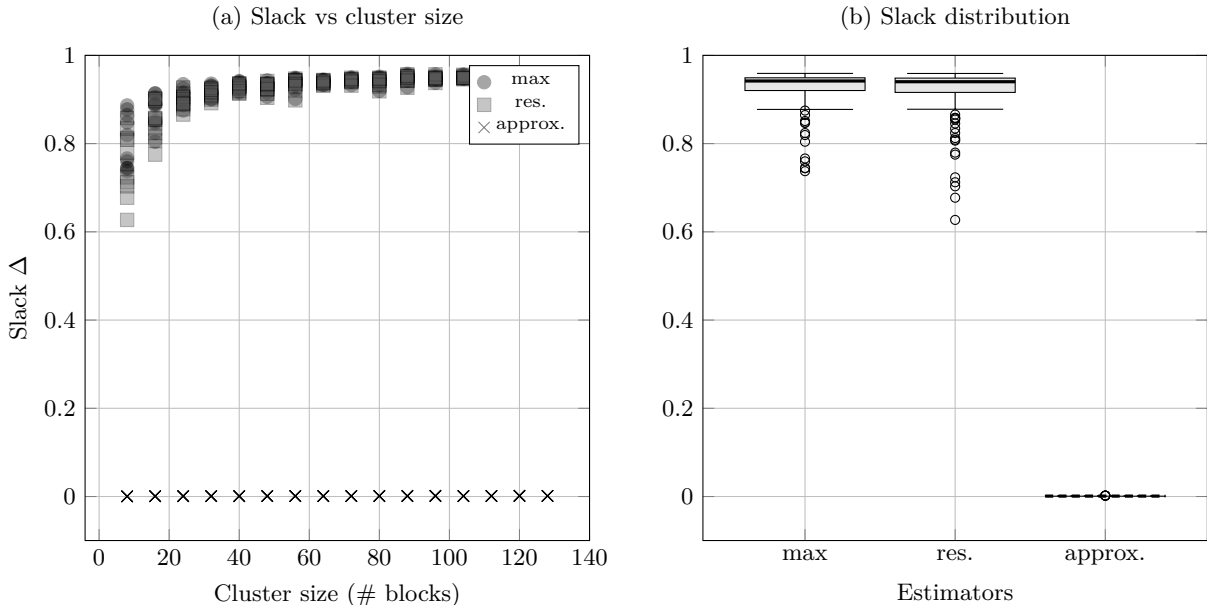 (a) Slack vs cluster size
(b) Slack distribution
1
0.8
0.6
0.4
0.2
0
Slack Δ
max
res.
approx.
0 20 40 60 80 100 120 140
Cluster size (# blocks)
1
0.8
0.6
0.4
0.2
0
max res. approx.
Estimators